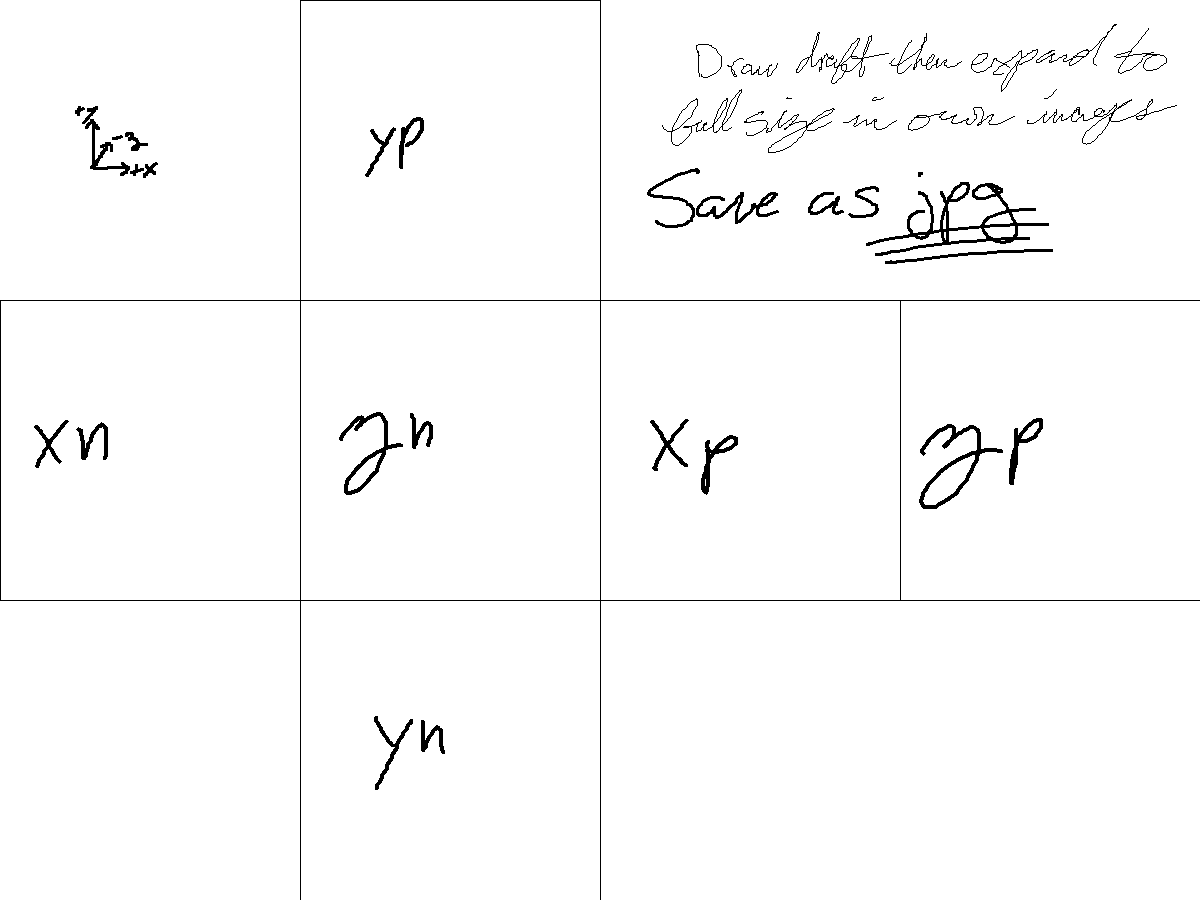 Draw draft then expand to
full size in own images
+y
yp
-z
+x
Save as jpg
xn
zn
xp
zp
yn